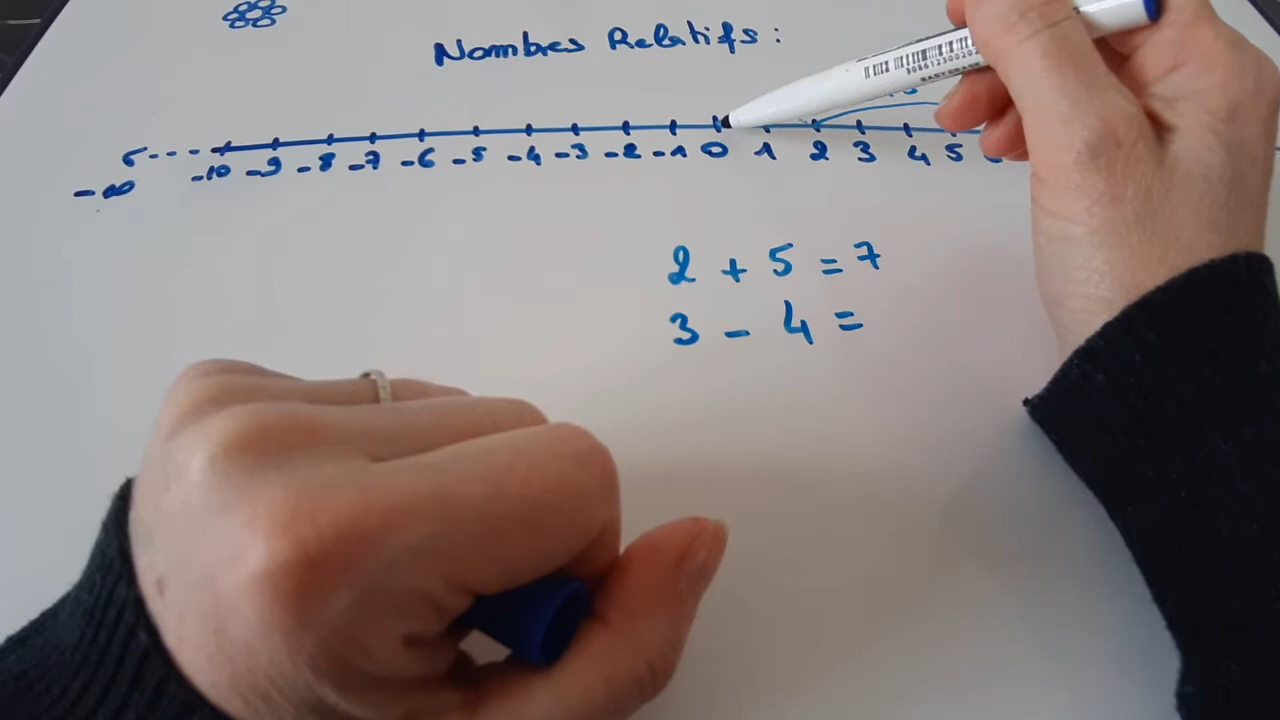 Nombres Relatifs :
-10 -9 -8 -7 -6 -5 -4 -3 -2 -1 0 1 2 3 4 5
-∞
2 + 5 = 7
3 - 4 =